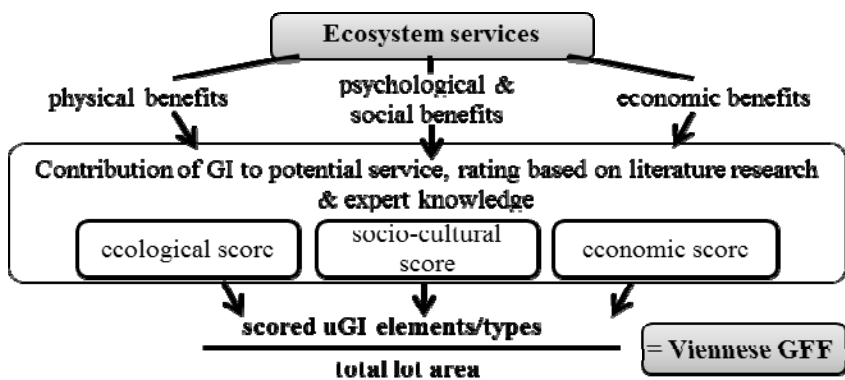 Ecosystem services
physical benefits
psychological &
social benefits
economic benefits
Contribution of GI to potential service, rating based on literature research
& expert knowledge
ecological score
socio-cultural
score
economic score
scored uGI elements/types
total lot area
= Viennese GFF